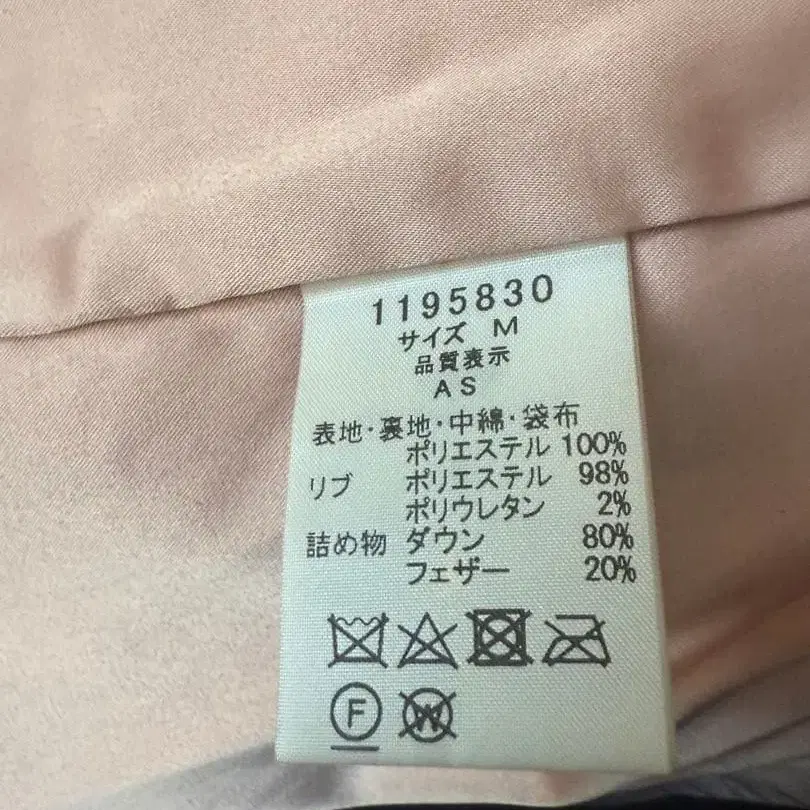 1195830
サイズ M
品質表示
AS
表地・裏地・中綿・袋布
ポリエステル 100%
リブ ポリエステル 98%
ポリウレタン 2%
詰め物 ダウン 80%
フェザー 20%
F W